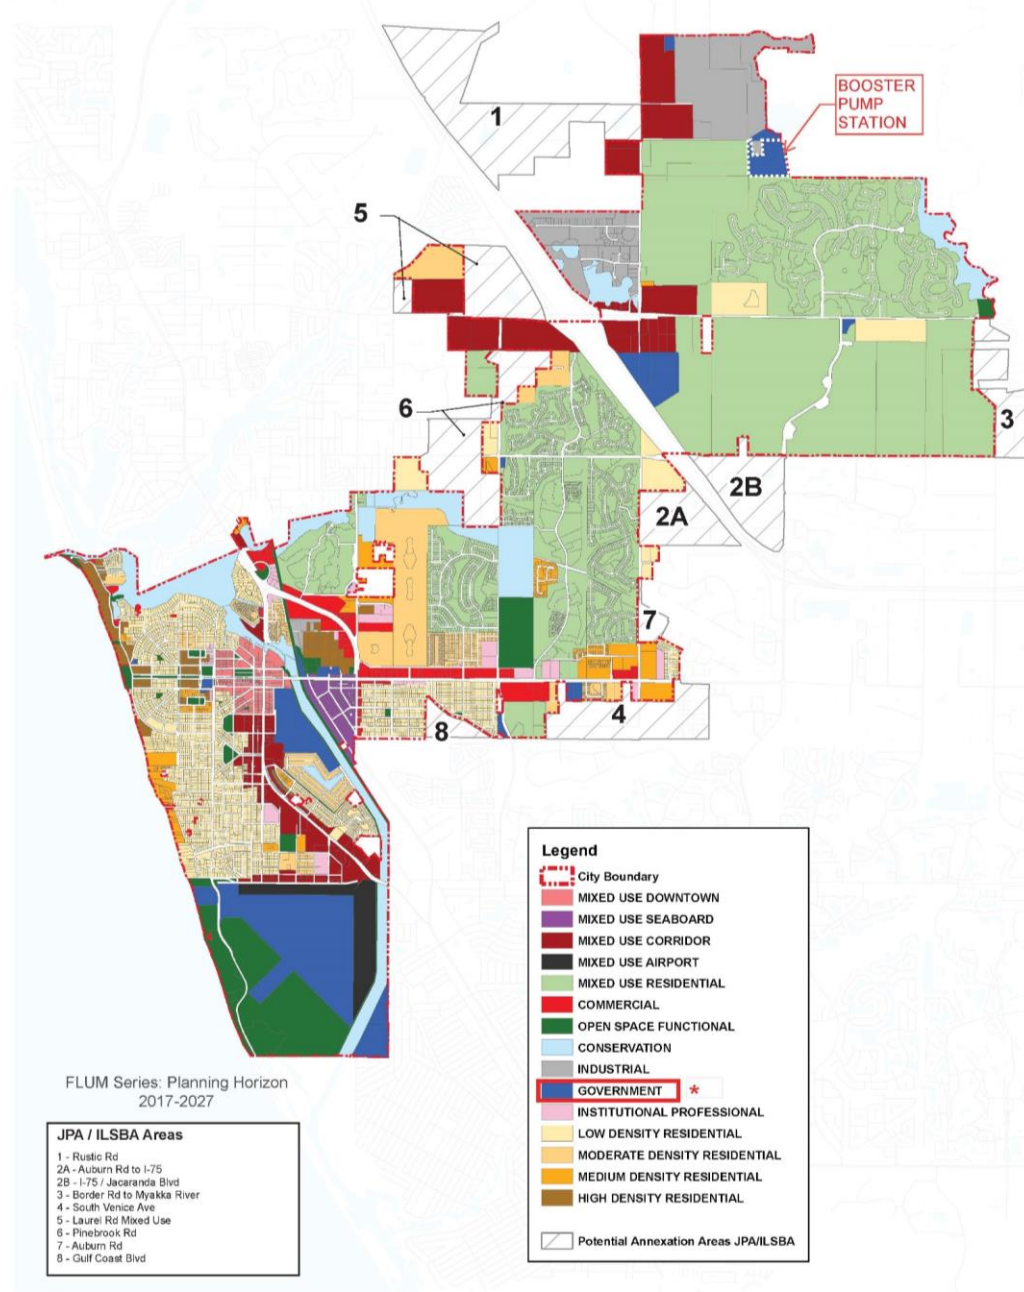 BOOSTER
PUMP
STATION
1
5
6
3
2B
2A
7
4
8
Legend
City Boundary
MIXED USE DOWNTOWN
MIXED USE SEABOARD
MIXED USE CORRIDOR
MIXED USE AIRPORT
MIXED USE RESIDENTIAL
COMMERCIAL
OPEN SPACE FUNCTIONAL
CONSERVATION
INDUSTRIAL
GOVERNMENT *
INSTITUTIONAL PROFESSIONAL
LOW DENSITY RESIDENTIAL
MODERATE DENSITY RESIDENTIAL
MEDIUM DENSITY RESIDENTIAL
HIGH DENSITY RESIDENTIAL
Potential Annexation Areas JPA/ILSBA
FLUM Series: Planning Horizon
2017-2027
JPA / ILSBA Areas
1 - Rustic Rd
2A - Auburn Rd to I-75
2B - I-75 / Jacaranda Blvd
3 - Border Rd to Myakka River
4 - South Venice Ave
5 - Laurel Rd Mixed Use
6 - Pinebrook Rd
7 - Auburn Rd
8 - Gulf Coast Blvd